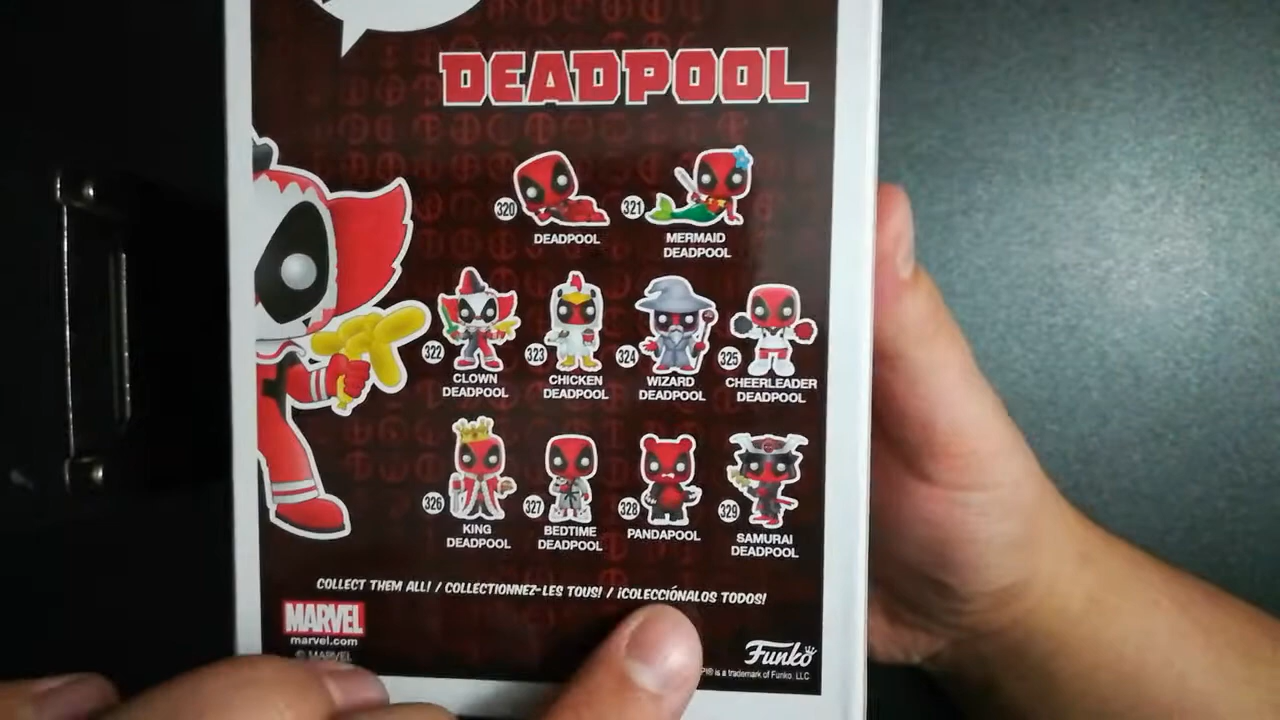 DEADPOOL
320
DEADPOOL
321
MERMAID
DEADPOOL
322
CLOWN
DEADPOOL
323
CHICKEN
DEADPOOL
324
WIZARD
DEADPOOL
325
CHEERLEADER
DEADPOOL
326
KING
DEADPOOL
327
BEDTIME
DEADPOOL
328
PANDAPOOL
329
SAMURAI
DEADPOOL
COLLECT THEM ALL! / COLLECTIONNEZ-LES TOUS! / ¡COLECCIÓNALOS TODOS!
MARVEL
marvel.com
© MARVEL
Funko
® is a trademark of Funko, LLC